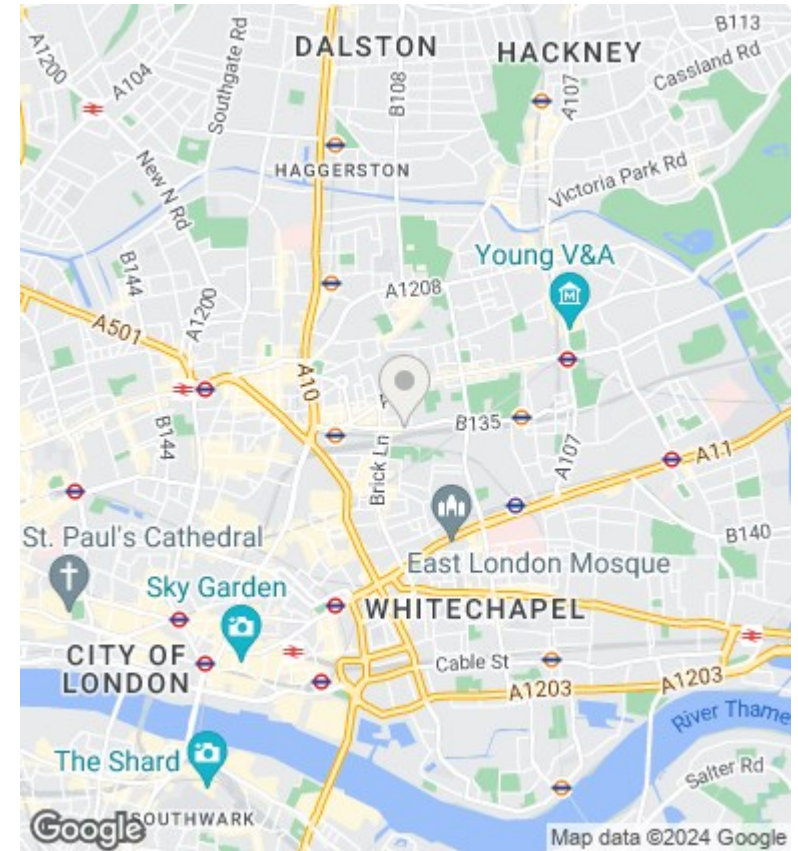 B113
DALSTON
HACKNEY
A1200
A104
Southgate Rd
B108
A107
Cassland Rd
New N Rd
HAGGERSTON
Victoria Park Rd
Young V&A
M
B144
A1200
A1208
A501
A10
B144
B135
Brick Ln
A107
A11
St. Paul's Cathedral
B140
East London Mosque
Sky Garden
WHITECHAPEL
CITY OF
LONDON
Cable St
A1203
A1203
River Thame
The Shard
Salter Rd
SOUTHWARK
Google
Map data ©2024 Google